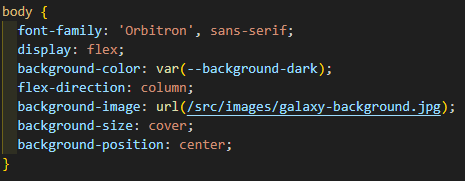 body {
font-family: 'Orbitron', sans-serif;
display: flex;
background-color: var(--background-dark);
flex-direction: column;
background-image: url(/src/images/galaxy-background.jpg);
background-size: cover;
background-position: center;
}